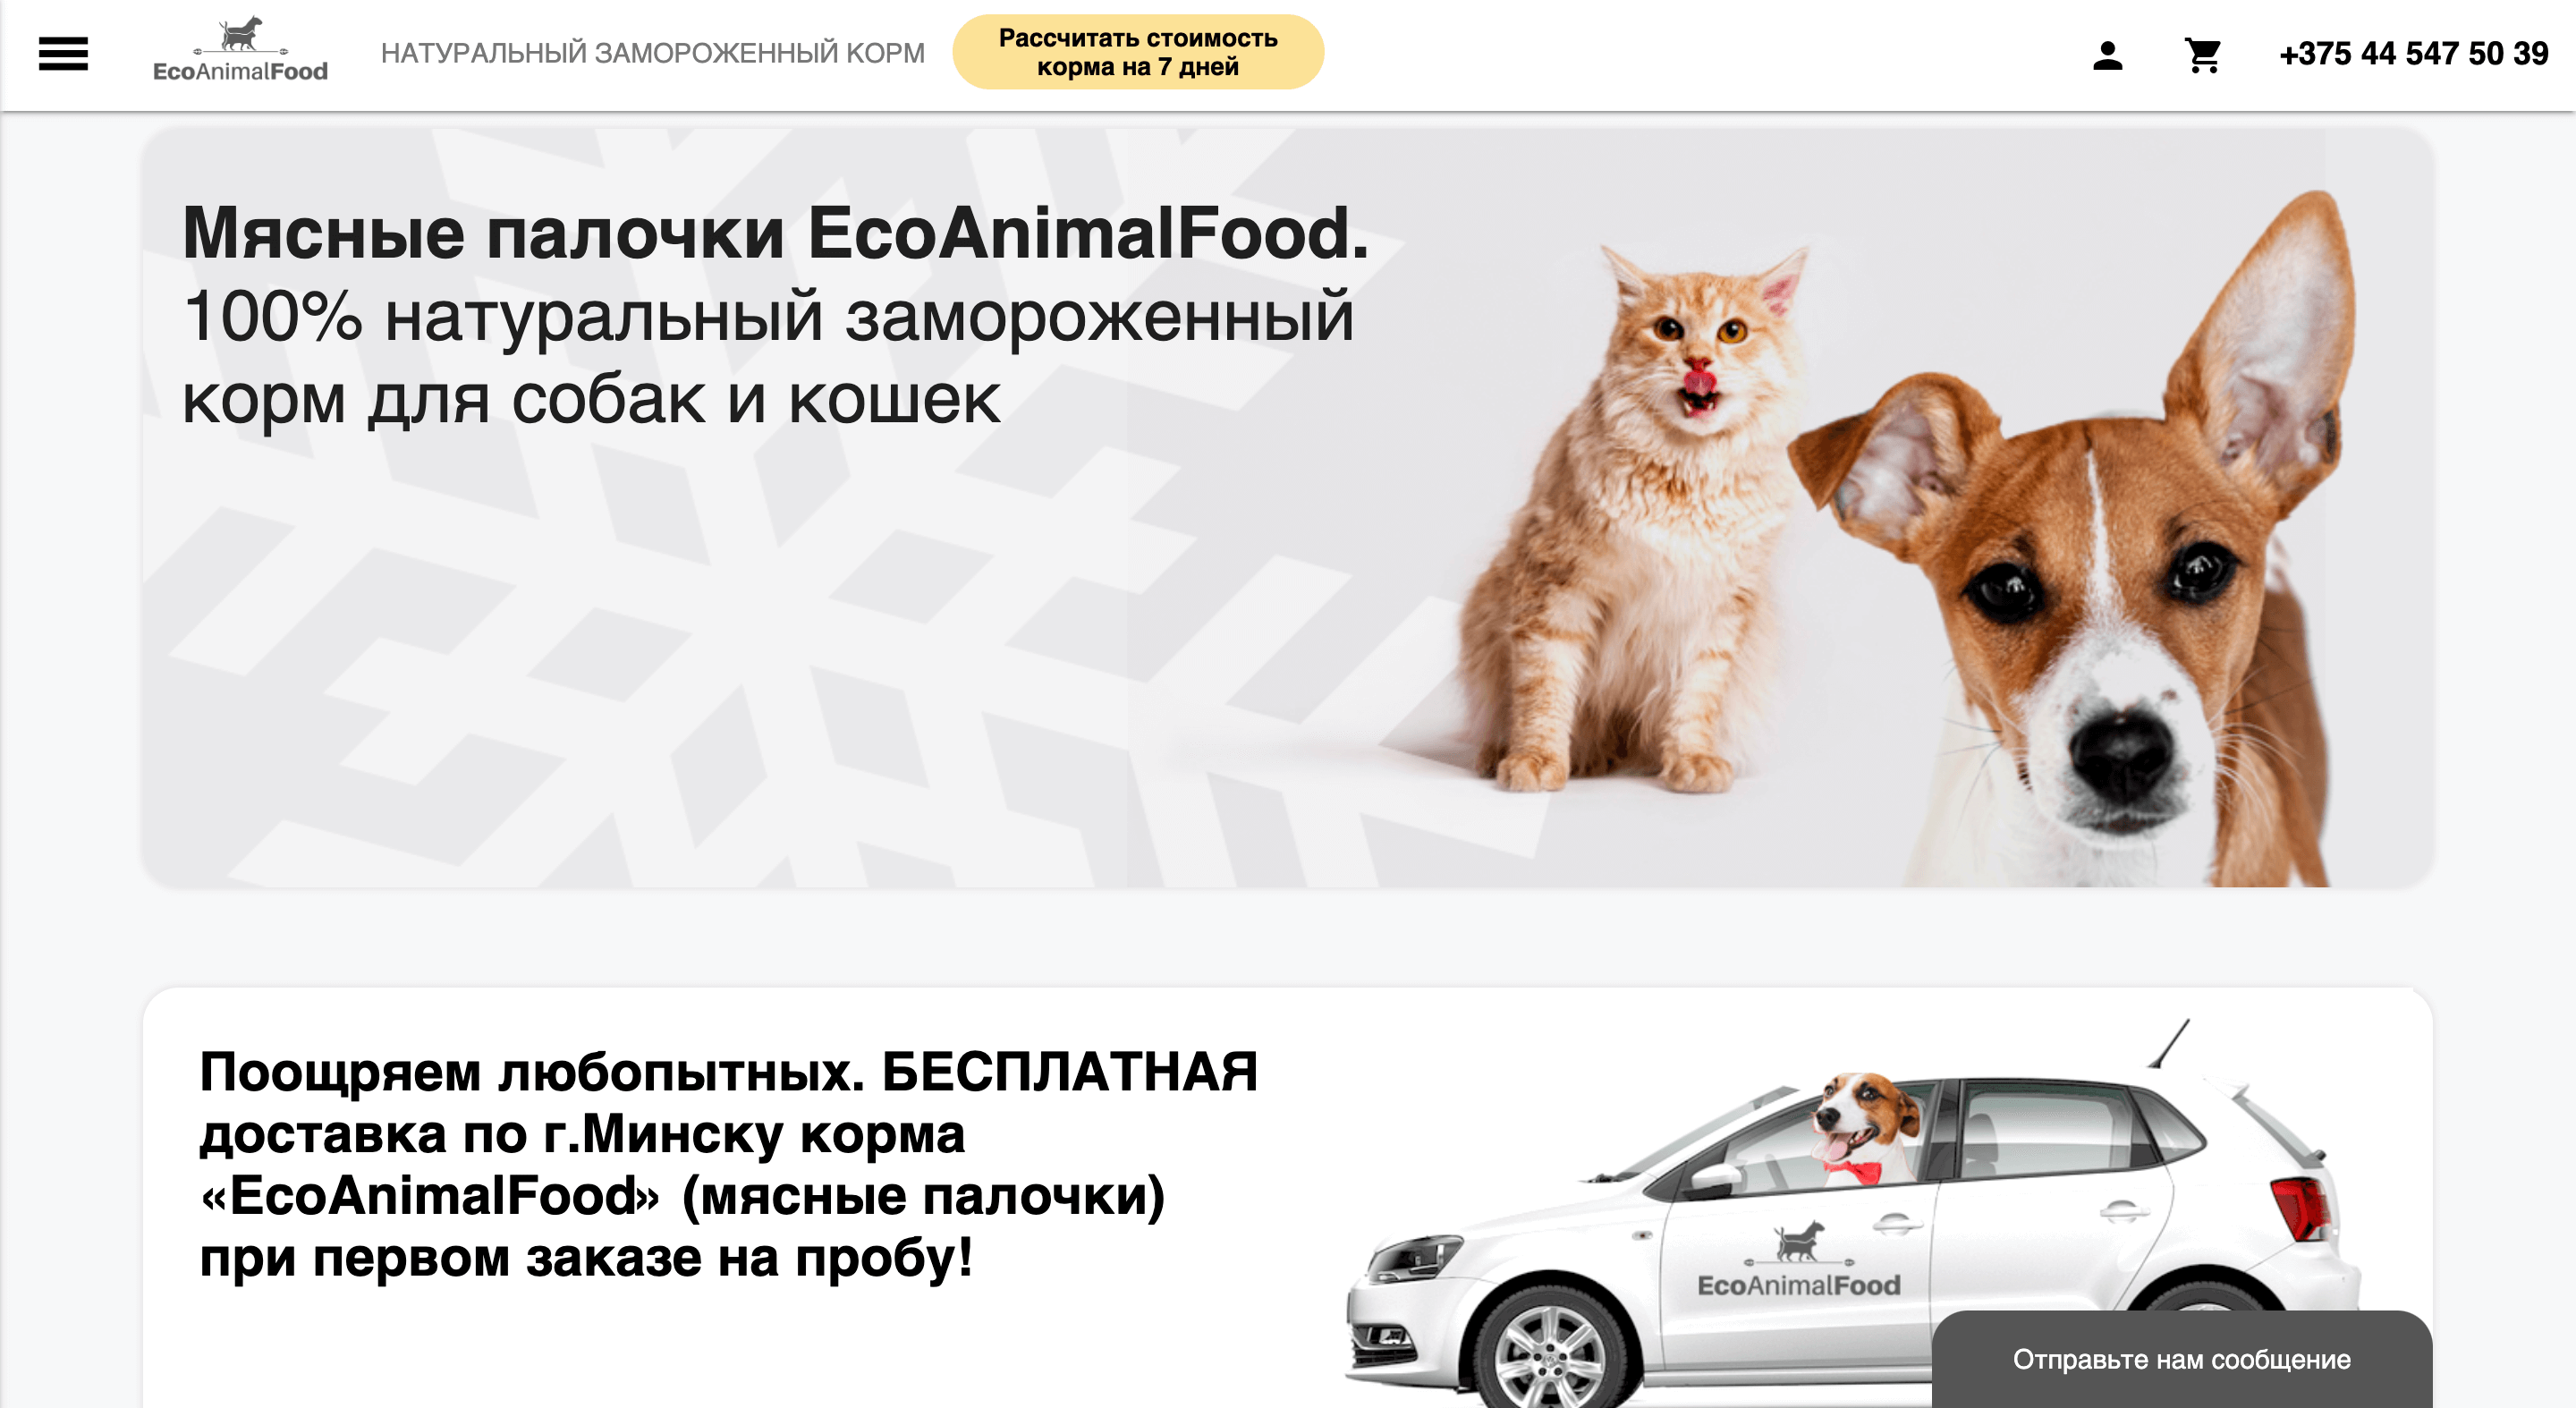 EcoAnimalFood
НАТУРАЛЬНЫЙ ЗАМОРОЖЕННЫЙ КОРМ
Рассчитать стоимость
корма на 7 дней
+375 44 547 50 39
Мясные палочки EcoAnimalFood.
100% натуральный замороженный
корм для собак и кошек
Поощряем любопытных. БЕСПЛАТНАЯ
доставка по г.Минску корма
«EcoAnimalFood» (мясные палочки)
при первом заказе на пробу!
EcoAnimalFood
Отправьте нам сообщение